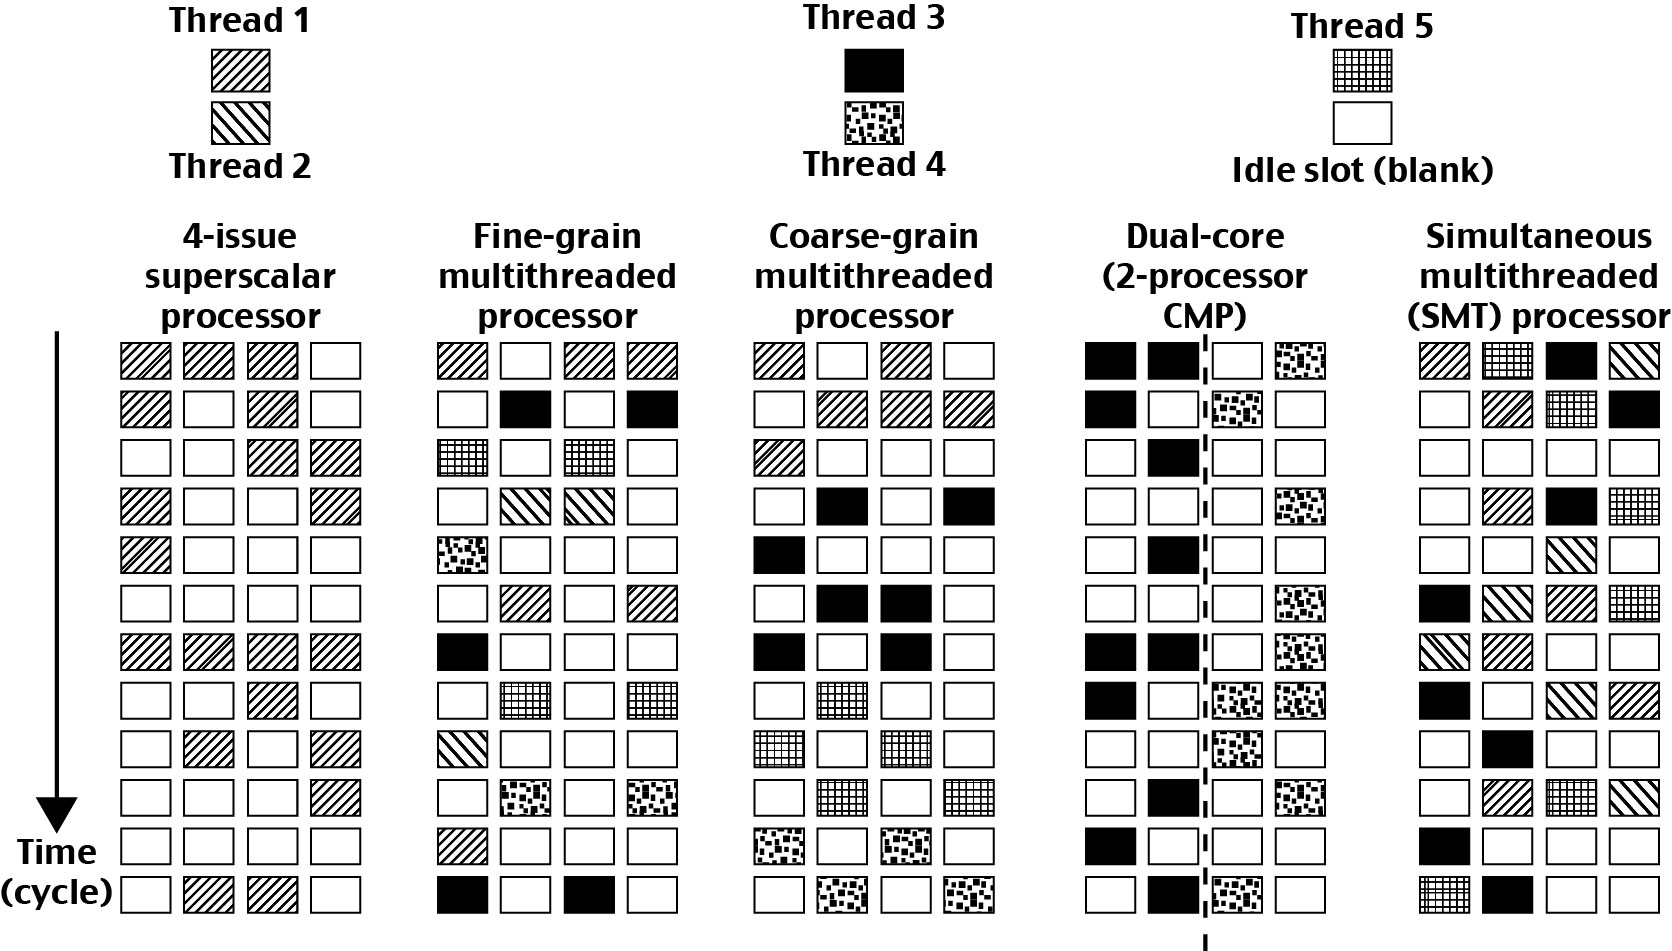 Thread 1
Thread 2
Thread 3
Thread 4
Thread 5
Idle slot (blank)
4-issue
superscalar
processor
Fine-grain
multithreaded
processor
Coarse-grain
multithreaded
processor
Dual-core
(2-processor
CMP)
Simultaneous
multithreaded
(SMT) processor
Time
(cycle)